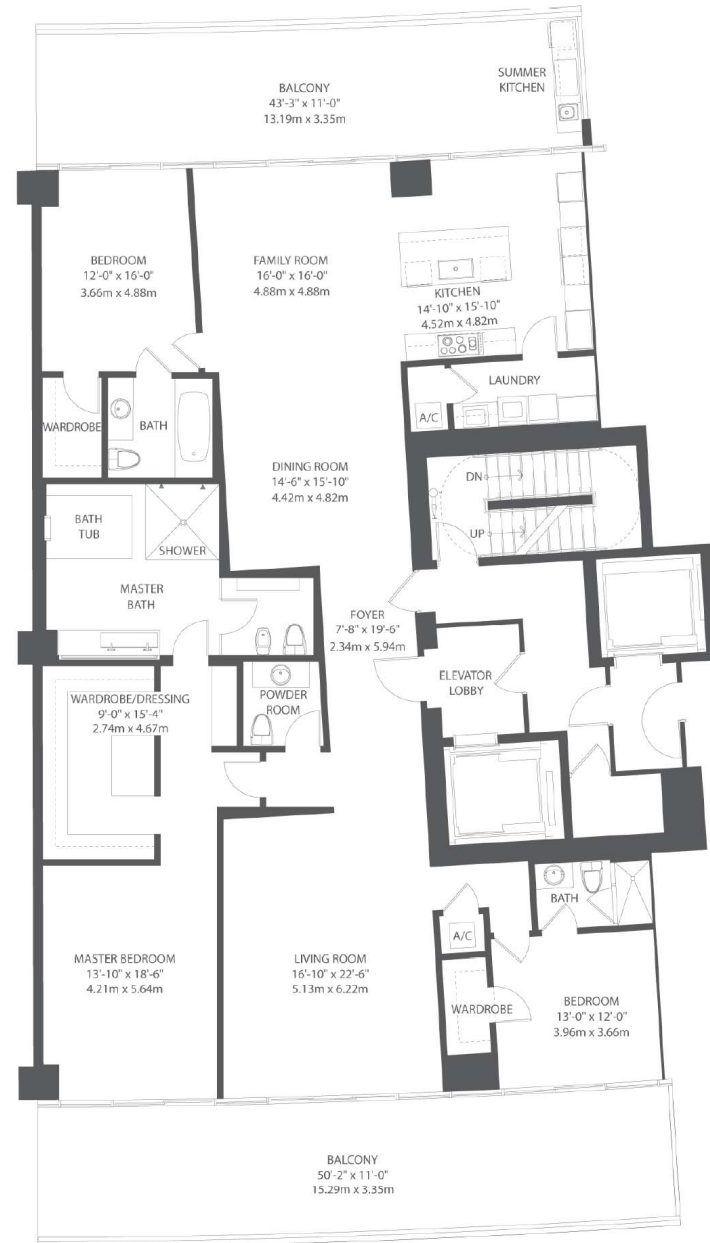 BALCONY
43'-3" x 11'-0"
13.19m x 3.35m
SUMMER
KITCHEN
BEDROOM
12'-0" x 16'-0"
3.66m x 4.88m
FAMILY ROOM
16'-0" x 16'-0"
4.88m x 4.88m
KITCHEN
14'-10" x 15'-10"
4.52m x 4.82m
LAUNDRY
A/C
WARDROBE
BATH
DINING ROOM
14'-6" x 15'-10"
4.42m x 4.82m
DN
UP
BATH
TUB
SHOWER
MASTER
BATH
FOYER
7'-8" x 19'-6"
2.34m x 5.94m
ELEVATOR
LOBBY
WARDROBE/DRESSING
9'-0" x 15'-4"
2.74m x 4.67m
POWDER
ROOM
BATH
A/C
MASTER BEDROOM
13'-10" x 18'-6"
4.21m x 5.64m
LIVING ROOM
16'-10" x 22'-6"
5.13m x 6.22m
WARDROBE
BEDROOM
13'-0" x 12'-0"
3.96m x 3.66m
BALCONY
50'-2" x 11'-0"
15.29m x 3.35m